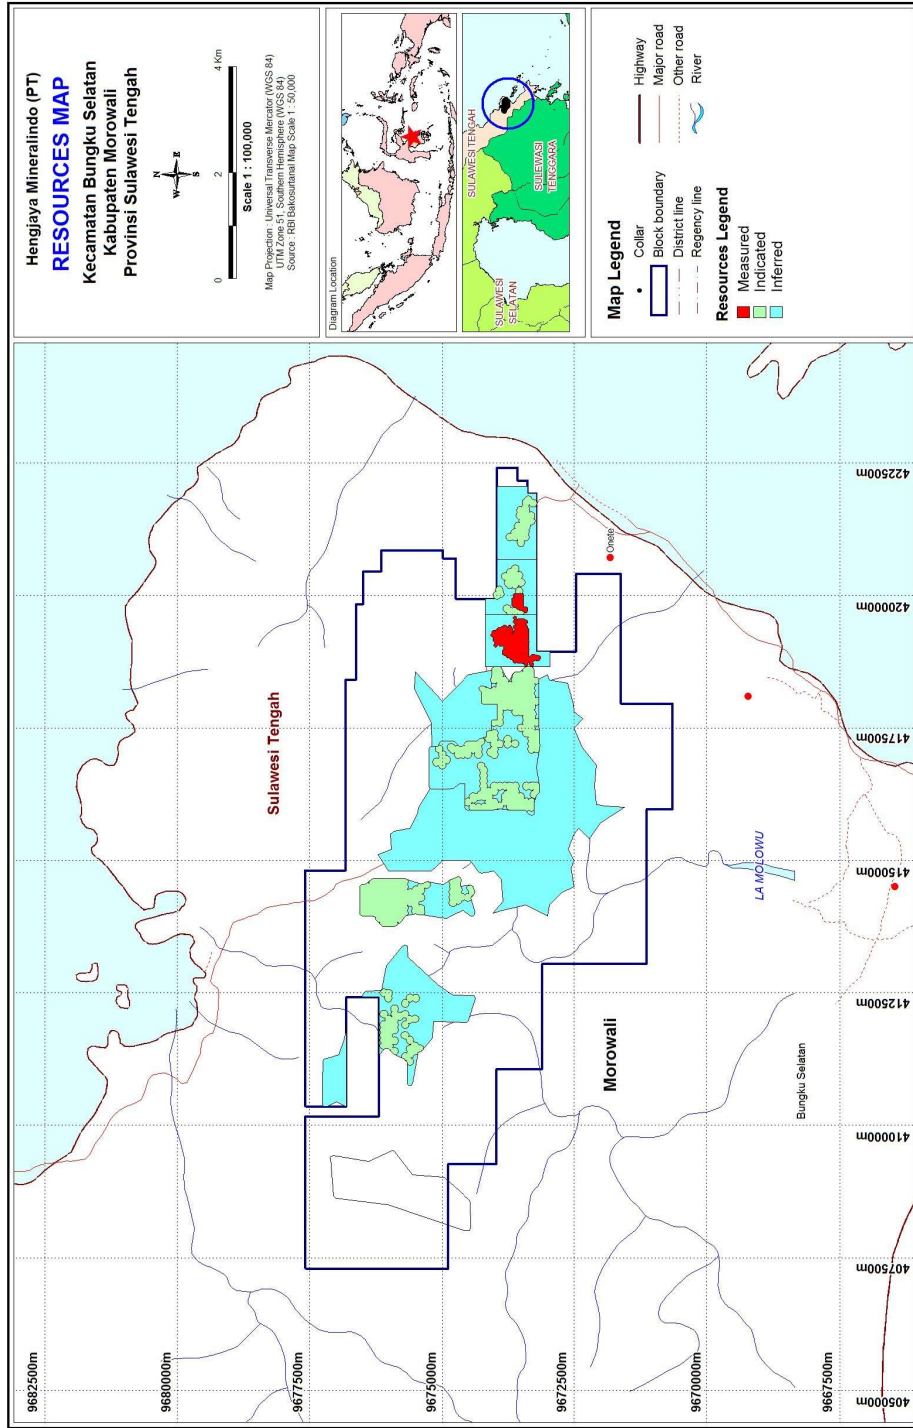 Hengjaya Mineralindo (PT)
RESOURCES MAP
Kecamatan Bungku Selatan
Kabupaten Morowali
Provinsi Sulawesi Tengah
N
W
E
S
Scale 1 : 100,000
0
2
4 Km
Map Projection : Universal Transverse Mercator (WGS 84)
UTM Zone 51, Southern Hemisphere (WGS 84)
Source : RBI Bakosurtanal Map Scale 1 : 50,000
Diagram Location
SULAWESI TENGAH
SULAWESI
SELATAN
SULEWASI
TENGGARA
Map Legend
Collar
Block boundary
District line
Regency line
Highway
Major road
Other road
River
Resources Legend
Measured
Indicated
Inferred
9682500m
9680000m
9677500m
9675000m
9672500m
9670000m
9667500m
405000m
407500m
410000m
412500m
415000m
417500m
420000m
422500m
Sulawesi Tengah
Morowali
Bungku Selatan
LA MOLOWU
Onete